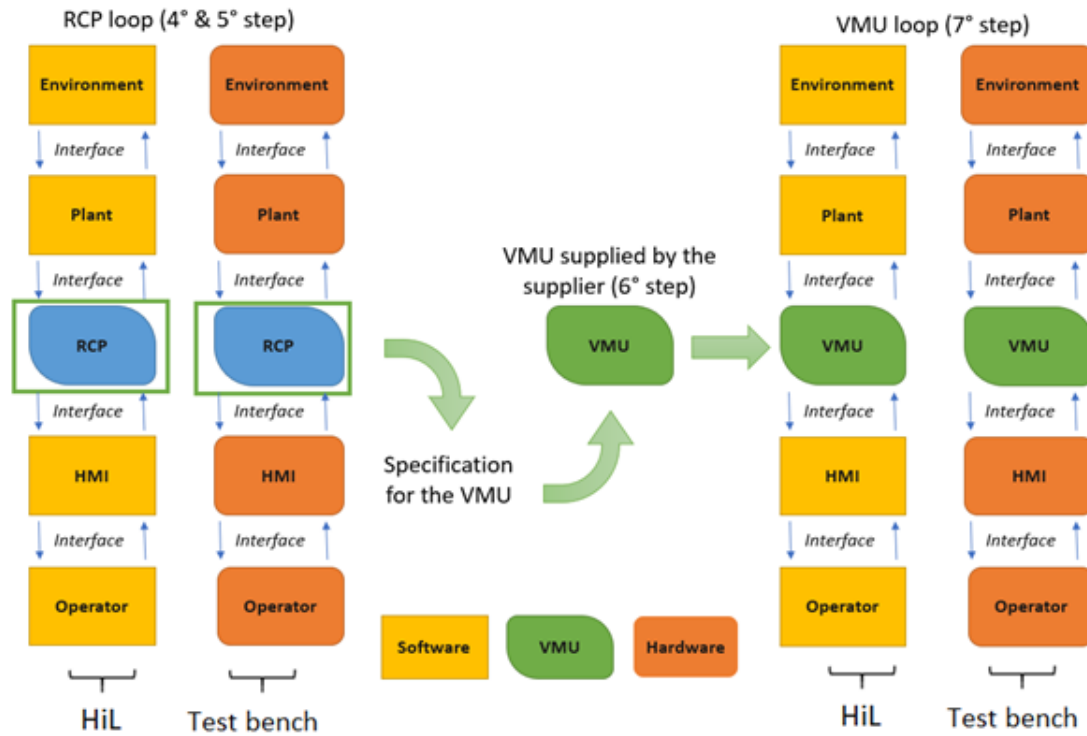 RCP loop (4° & 5° step)
VMU loop (7° step)
Environment
Environment
Environment
Environment
Interface
Interface
Interface
Interface
Plant
Plant
Plant
Plant
VMU supplied by the
supplier (6° step)
Interface
Interface
Interface
Interface
RCP
RCP
VMU
VMU
VMU
Interface
Interface
Interface
Interface
Specification
for the VMU
HMI
HMI
HMI
HMI
Interface
Interface
Interface
Interface
Operator
Operator
Operator
Operator
Software
VMU
Hardware
HiL
Test bench
HiL
Test bench